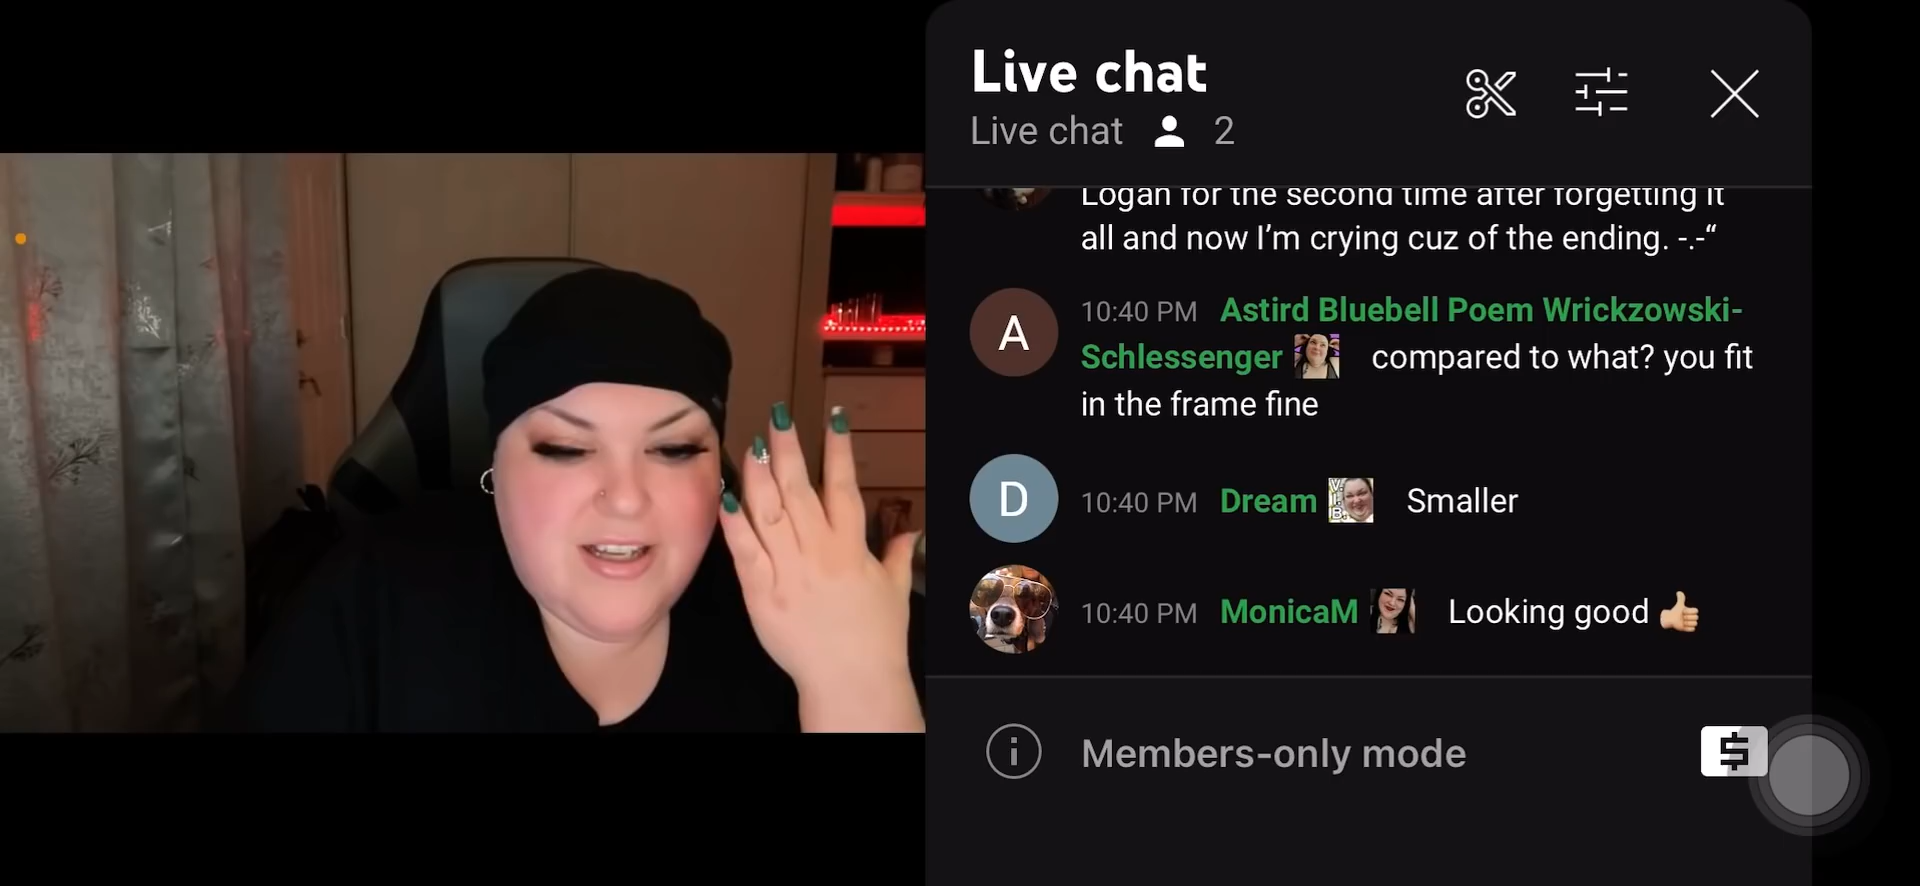 Live chat
Live chat 2
Logan for the second time after forgetting it
all and now I'm crying cuz of the ending. -.-“
A
10:40 PM Astird Bluebell Poem Wrickzowski-
Schlessenger compared to what? you fit
in the frame fine
D
10:40 PM Dream V.I.B. Smaller
10:40 PM MonicaM Looking good
Members-only mode
$